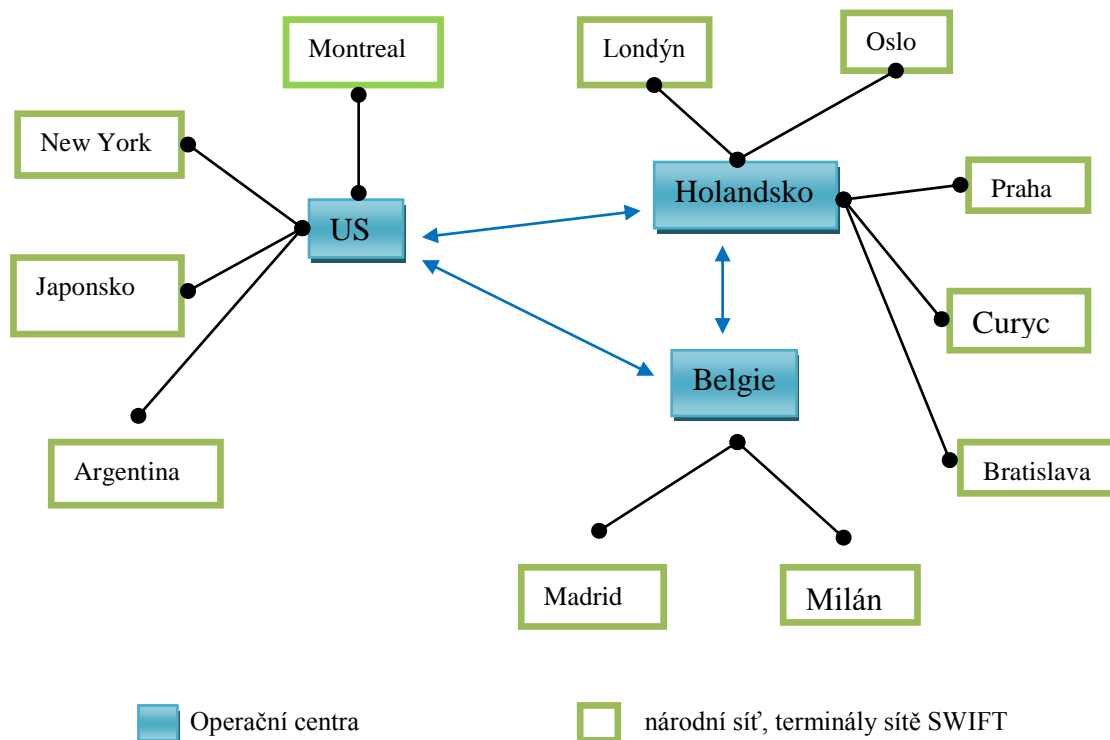 Montreal
Londýn
Oslo
New York
Holandsko
Praha
US
Japonsko
Curyc
Belgie
Argentina
Bratislava
Madrid
Milán
Operační centra
národní síť, terminály sítě SWIFT